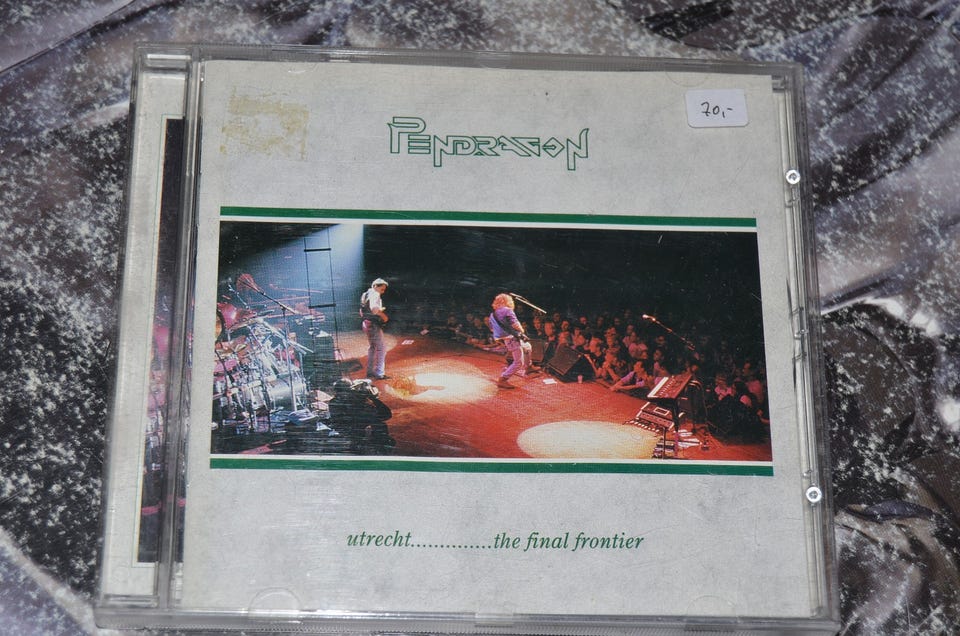 70,-
PENDRAGON
utrecht..............the final frontier